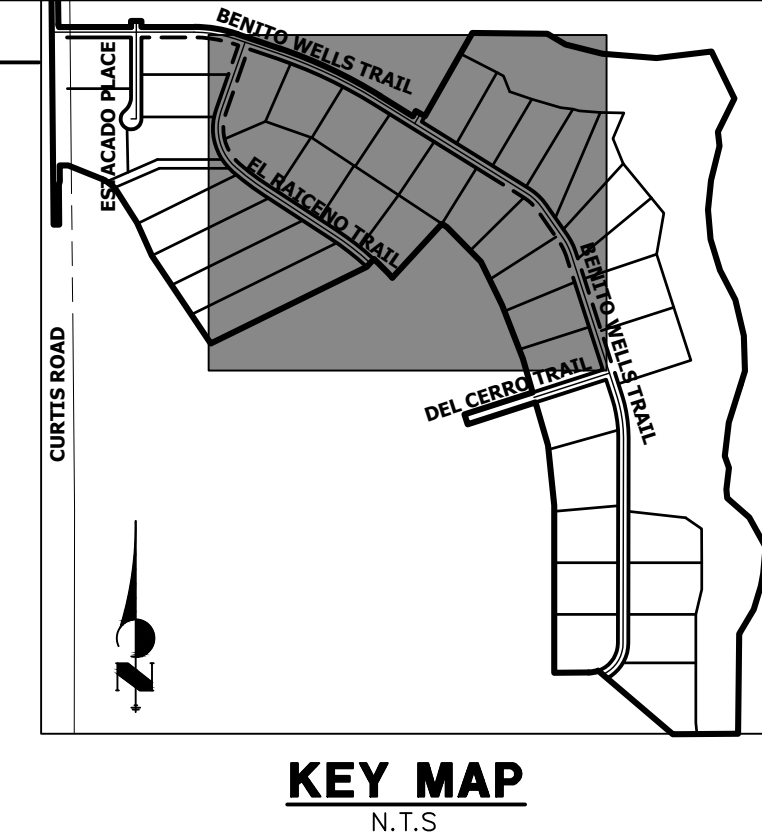 BENITO WELLS TRAIL
ESTACADO PLACE
EL RAICENO TRAIL
BENITO WELLS TRAIL
CURTIS ROAD
DEL CERRO TRAIL
N
KEY MAP
N.T.S